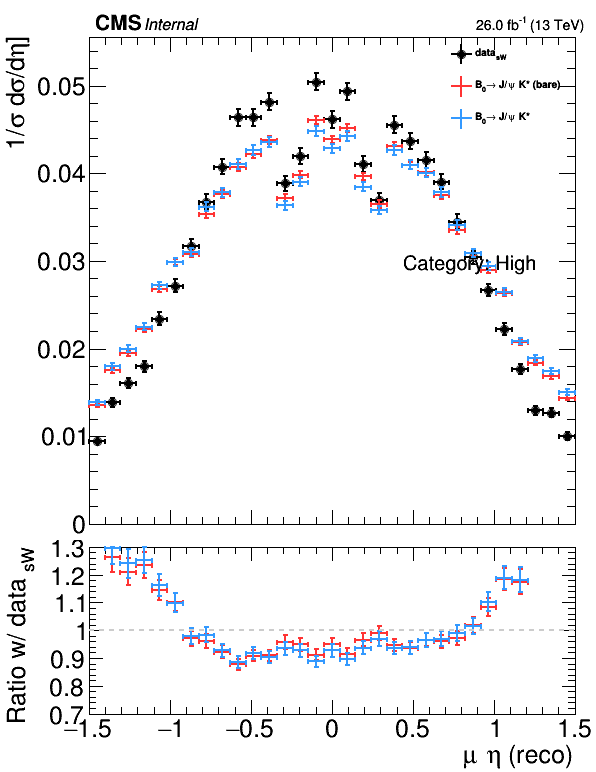 CMS Internal 26.0 fb⁻¹ (13 TeV)
1/σ dσ/dη]
data_sW
B₀→ J/ψ K* (bare)
B₀→ J/ψ K*
Category: High
0.05
0.04
0.03
0.02
0.01
0
Ratio w/ data_sW
1.3
1.2
1.1
1
0.9
0.8
0.7
−1.5 −1 −0.5 0 0.5 1 1.5
μ η (reco)